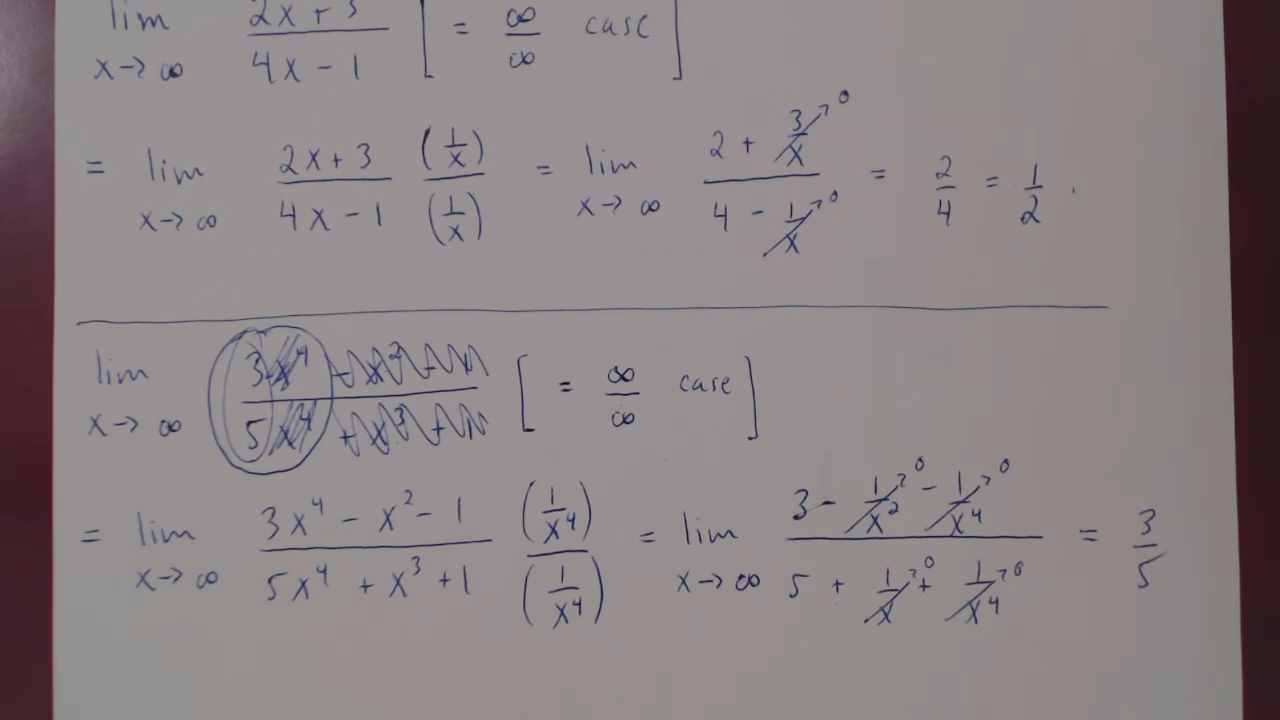 lim x→∞ (2x + 3)/(4x - 1) [ = ∞/∞ case ]
= lim x→∞ (2x + 3)/(4x - 1) (1/x)/(1/x) = lim x→∞ (2 + 3/x →0)/(4 - 1/x →0) = 2/4 = 1/2 .
lim x→∞ (3x⁴)/(5x⁴ + x³) [ = ∞/∞ case ]
= lim x→∞ (3x⁴ - x² - 1)/(5x⁴ + x³ + 1) (1/x⁴)/(1/x⁴) = lim x→∞ (3 - 1/x² →0 - 1/x⁴ →0)/(5 + 1/x →0 + 1/x⁴ →0) = 3/5